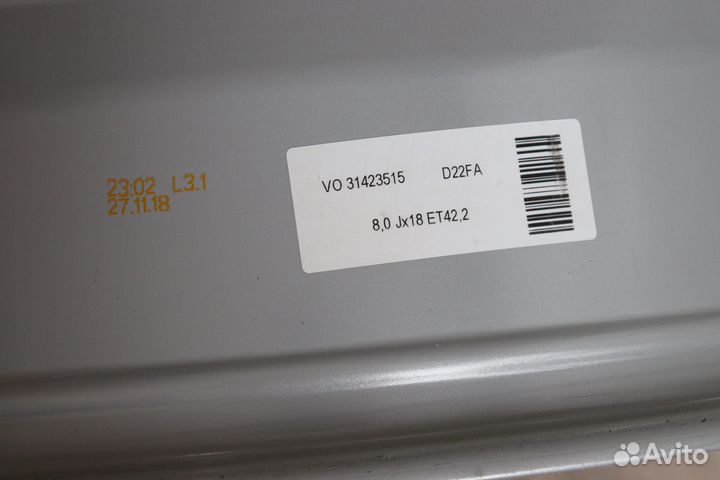 23:02 L3.1
27.11.18
VO 31423515 D22FA
8,0 Jx18 ET42,2
Avito